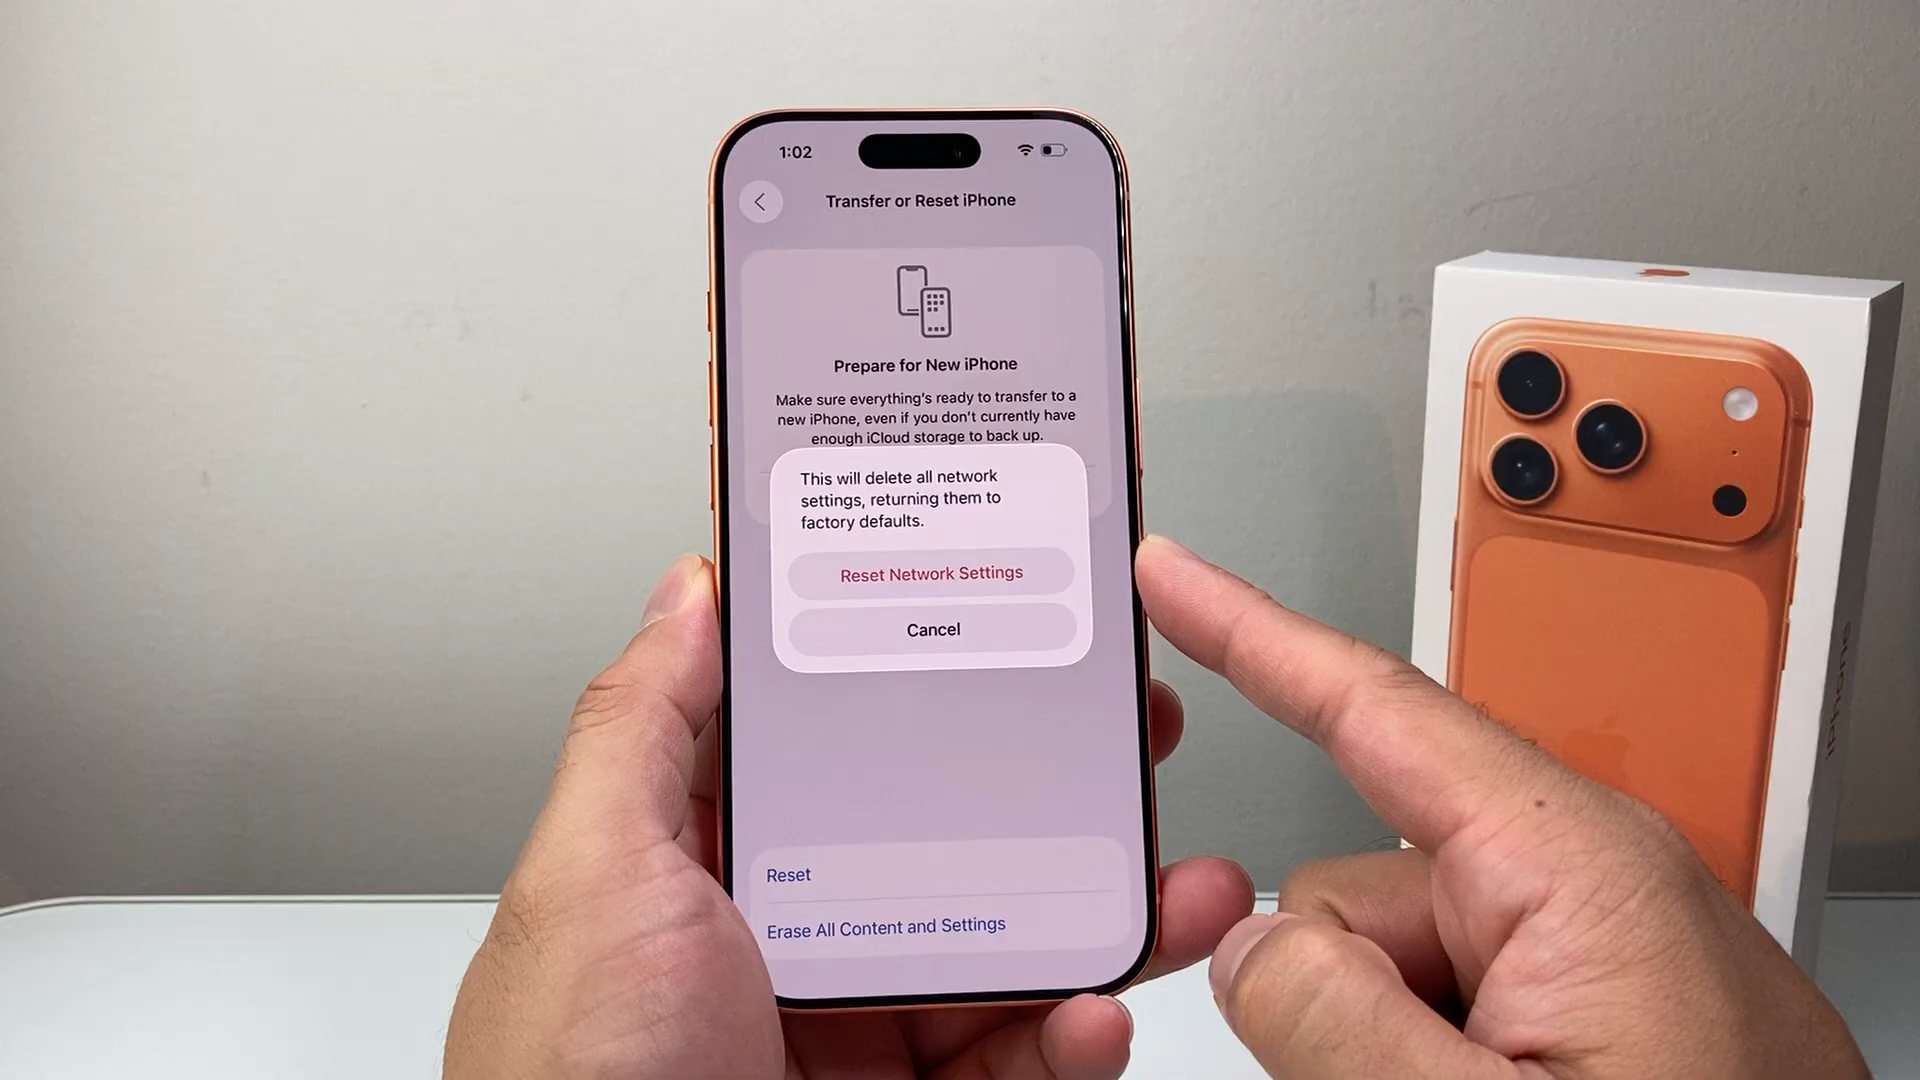 1:02
Transfer or Reset iPhone
Prepare for New iPhone
Make sure everything's ready to transfer to a
new iPhone, even if you don't currently have
enough iCloud storage to back up.
This will delete all network
settings, returning them to
factory defaults.
Reset Network Settings
Cancel
Reset
Erase All Content and Settings
iPhone